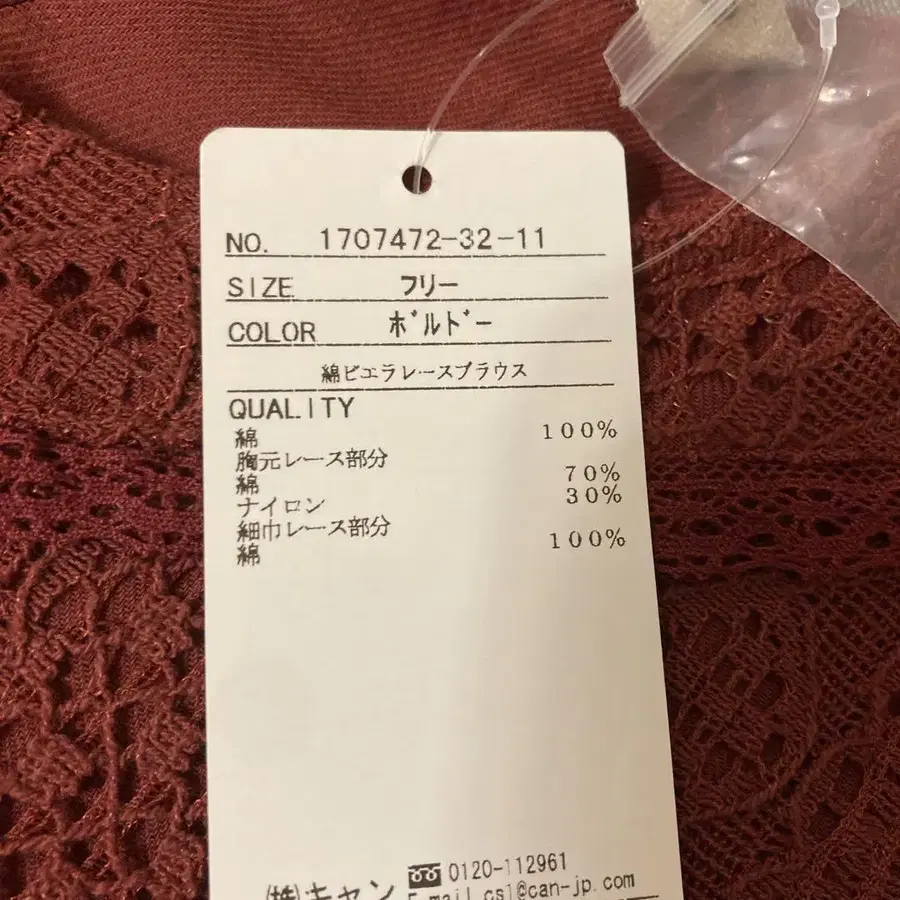 NO. 1707472-32-11
SIZE フリー
COLOR ボルドー
綿ビエラレースブラウス
QUALITY
綿 100%
胸元レース部分
綿 70%
ナイロン 30%
細巾レース部分
綿 100%
㈱キャン 0120-112961
E-mail cs1@can-jp.com